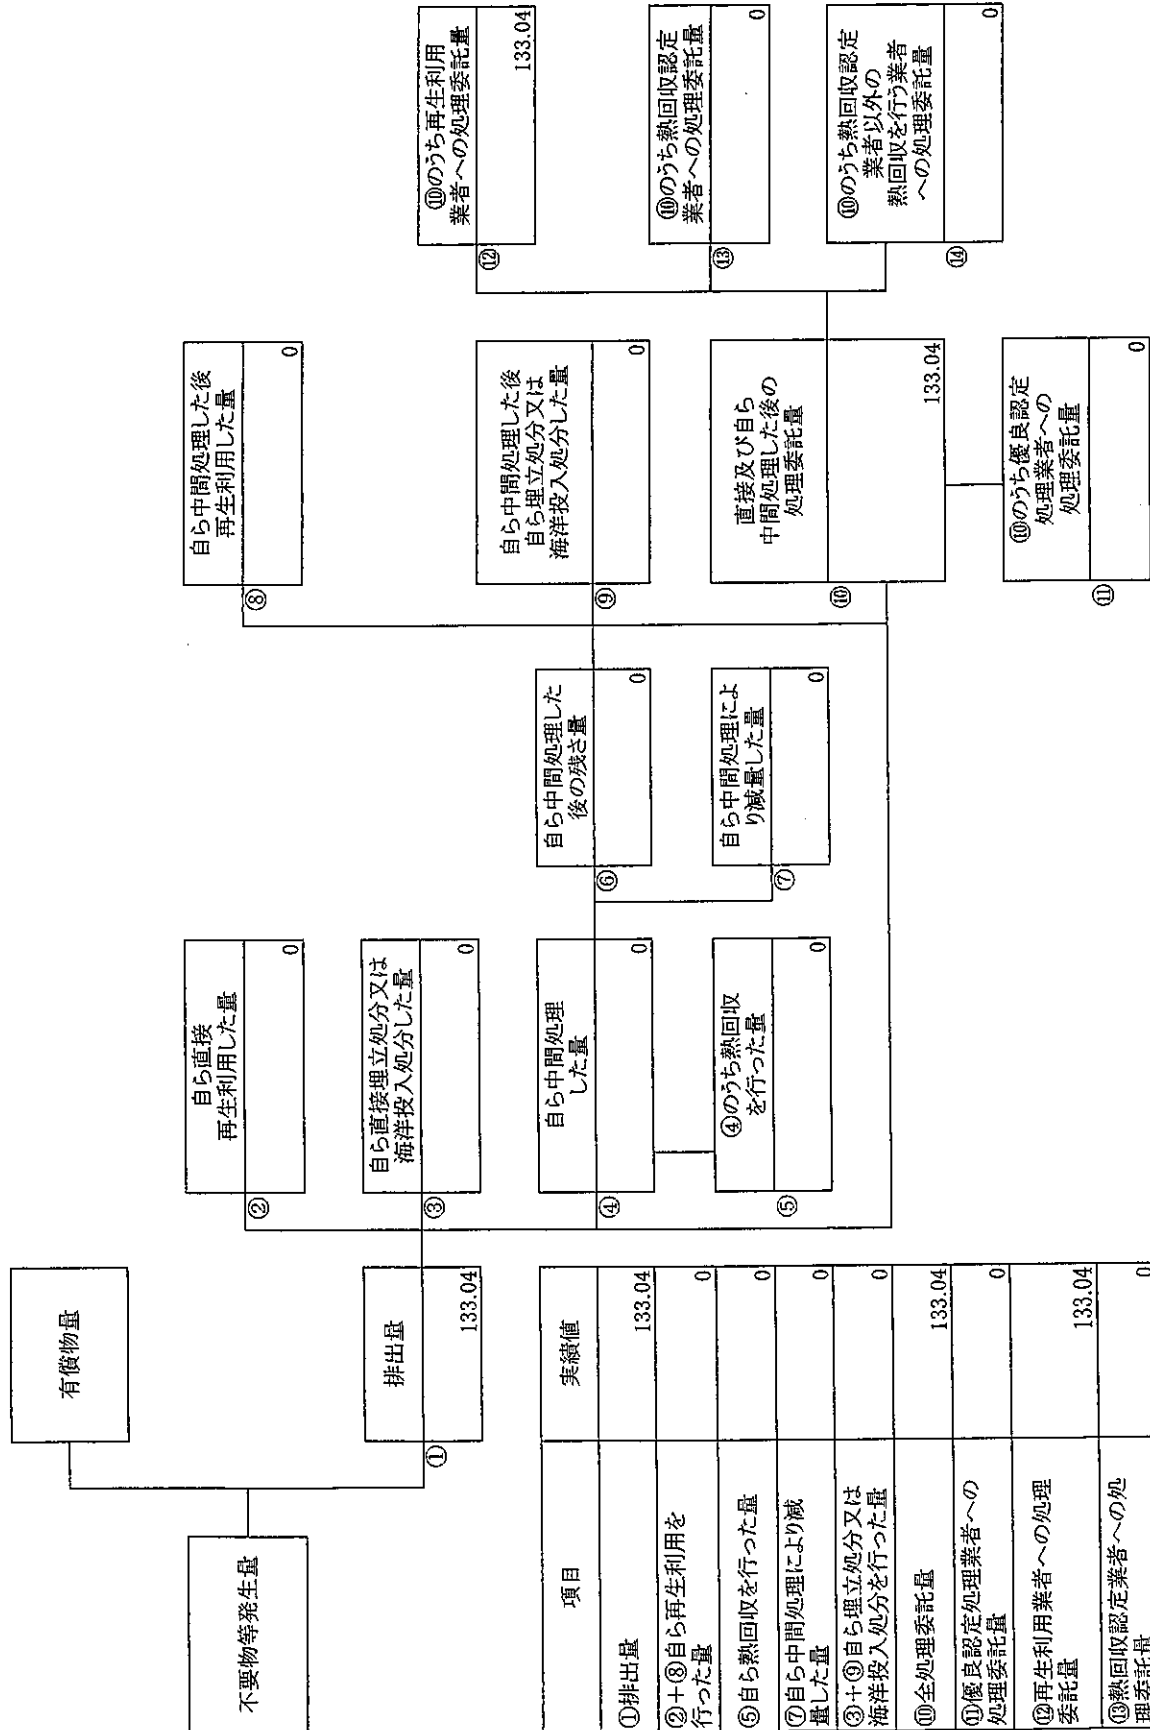 不要物等発生量
有償物量
排出量
①
133.04
自ら直接
再生利用した量
②
0
自ら直接埋立処分又は
海洋投入処分した量
③
0
自ら中間処理
した量
④
0
④のうち熱回収
を行った量
⑤
0
自ら中間処理した
後の残さ量
⑥
0
自ら中間処理によ
り減量した量
⑦
0
自ら中間処理した後
再生利用した量
⑧
0
自ら中間処理した後
自ら埋立処分又は
海洋投入処分した量
⑨
0
直接及び自ら
中間処理した後の
処理委託量
⑩
133.04
⑩のうち優良認定
処理業者への
処理委託量
⑪
0
⑩のうち再生利用
業者への処理委託量
⑫
133.04
⑩のうち熱回収認定
業者への処理委託量
⑬
0
⑩のうち熱回収認定
業者以外の
熱回収を行う業者
への処理委託量
⑭
0
項目 実績値
①排出量 133.04
②+⑧自ら再生利用を
行った量 0
⑤自ら熱回収を行った量 0
⑦自ら中間処理により減
量した量 0
③+⑨自ら埋立処分又は
海洋投入処分を行った量 0
⑩全処理委託量 133.04
⑪優良認定処理業者への
処理委託量 0
⑫再生利用業者への処理
委託量 133.04
⑬熱回収認定業者への処
理委託量 0